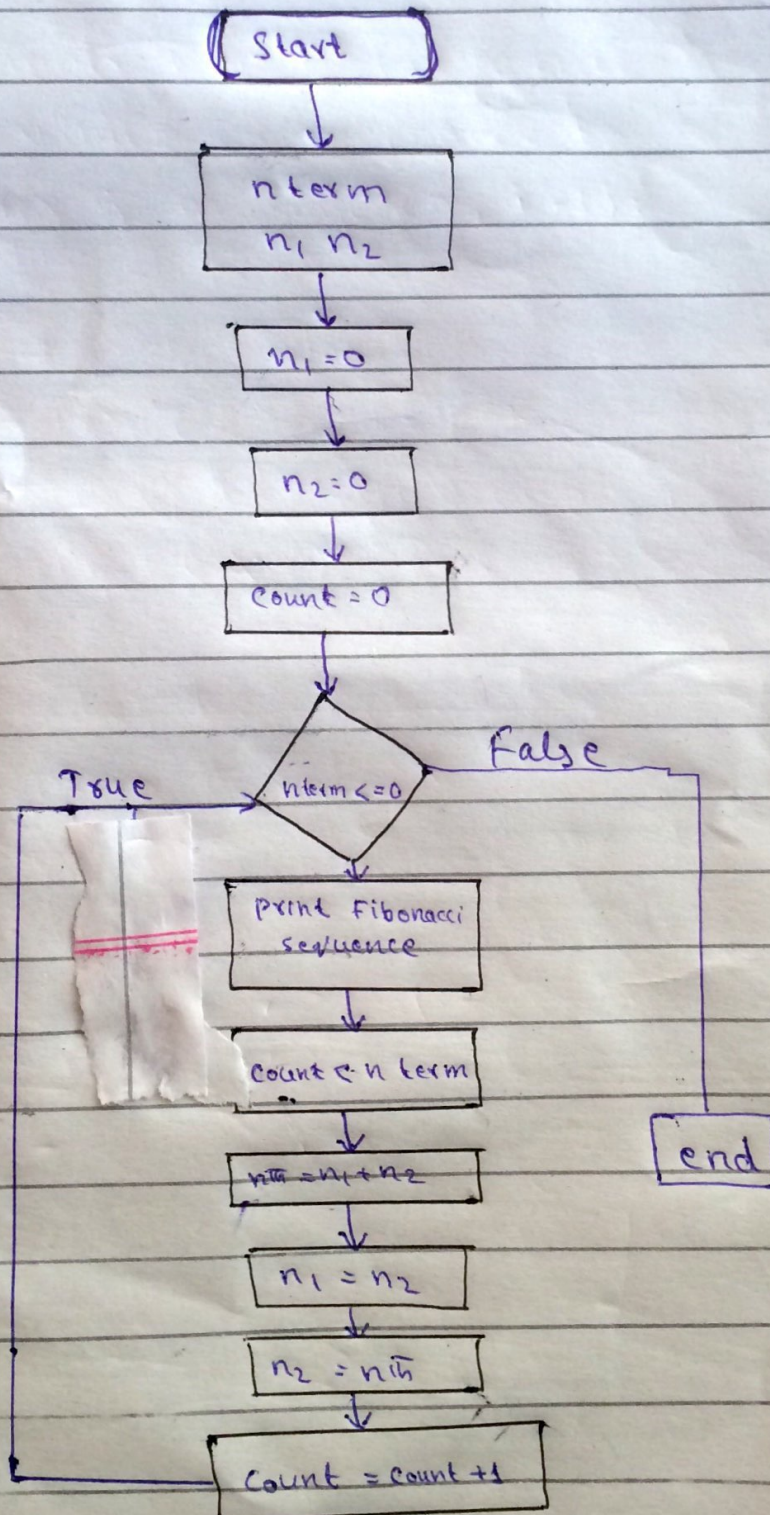 Start
n term
n₁ n₂
n₁ = 0
n₂ = 0
count = 0
nterm <= 0
False
True
print Fibonacci
sequence
count < n term
nth = n₁ + n₂
n₁ = n₂
n₂ = nth
count = count +1
end